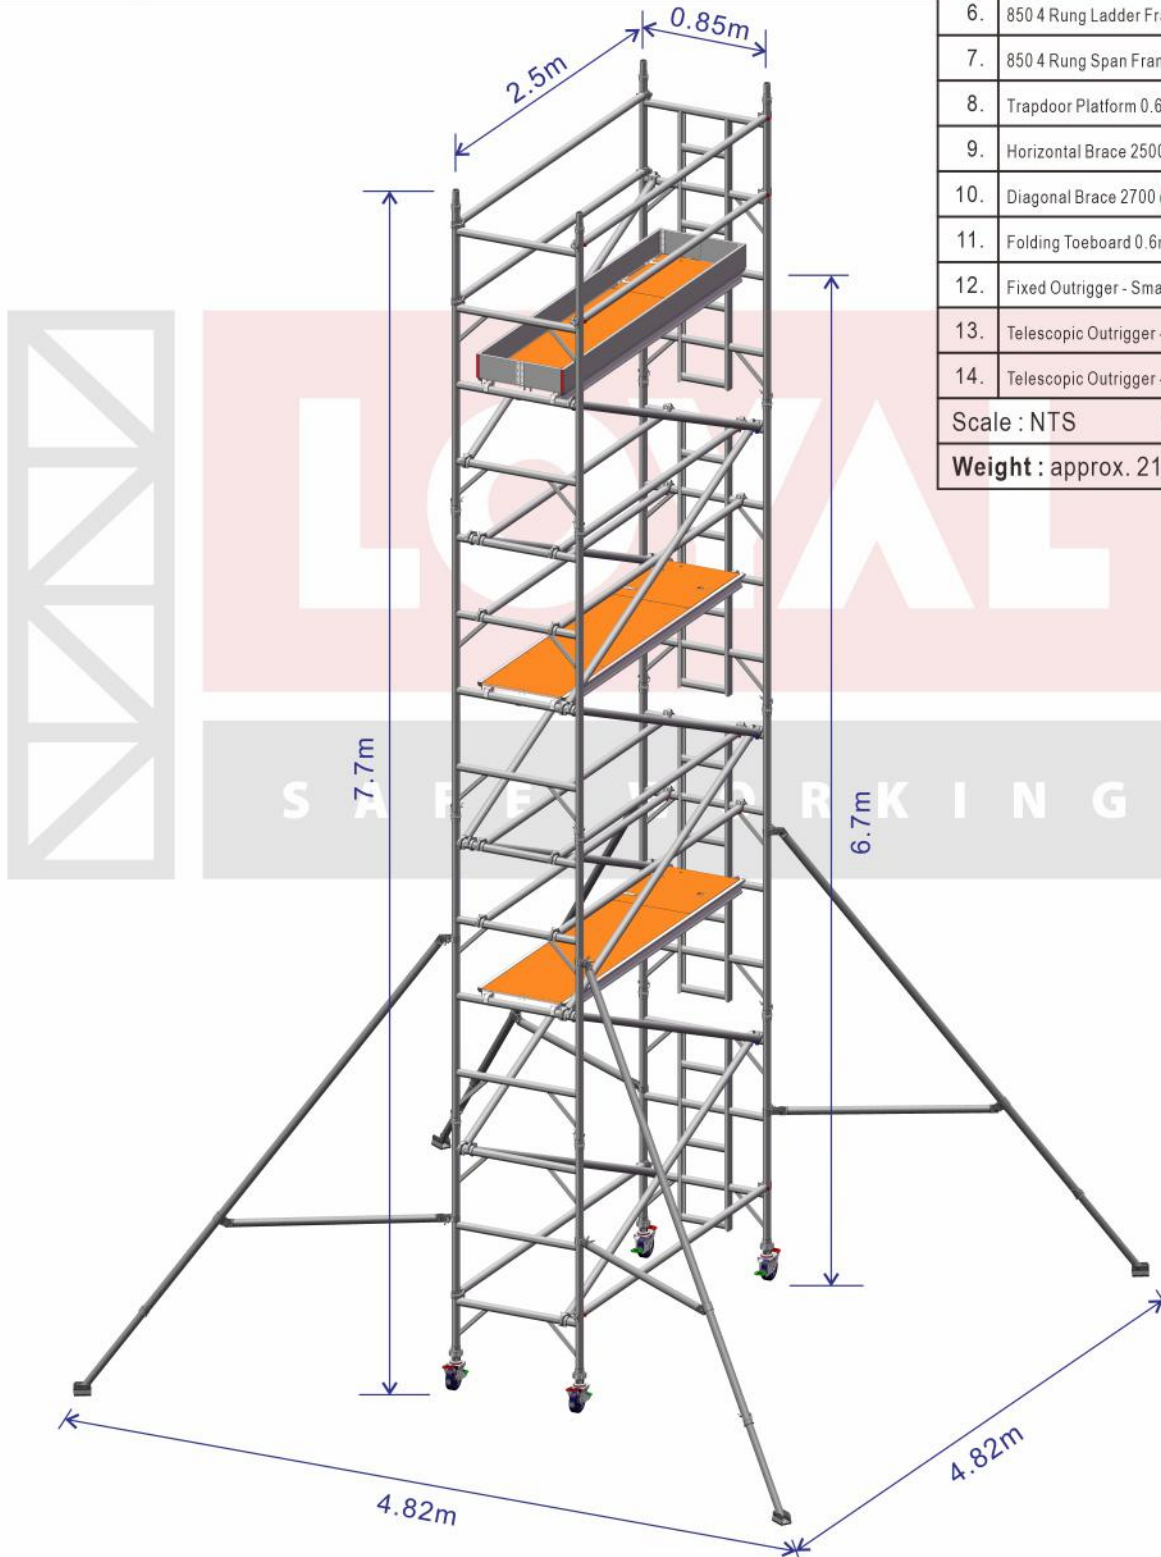 0.85m
2.5m
6. 850 4 Rung Ladder Fra
7. 850 4 Rung Span Fran
8. Trapdoor Platform 0.6
9. Horizontal Brace 2500
10. Diagonal Brace 2700
11. Folding Toeboard 0.6
12. Fixed Outrigger - Sma
13. Telescopic Outrigger
14. Telescopic Outrigger
Scale : NTS
Weight : approx. 21
LOYAL
SAFE WORKING
7.7m
6.7m
4.82m
4.82m